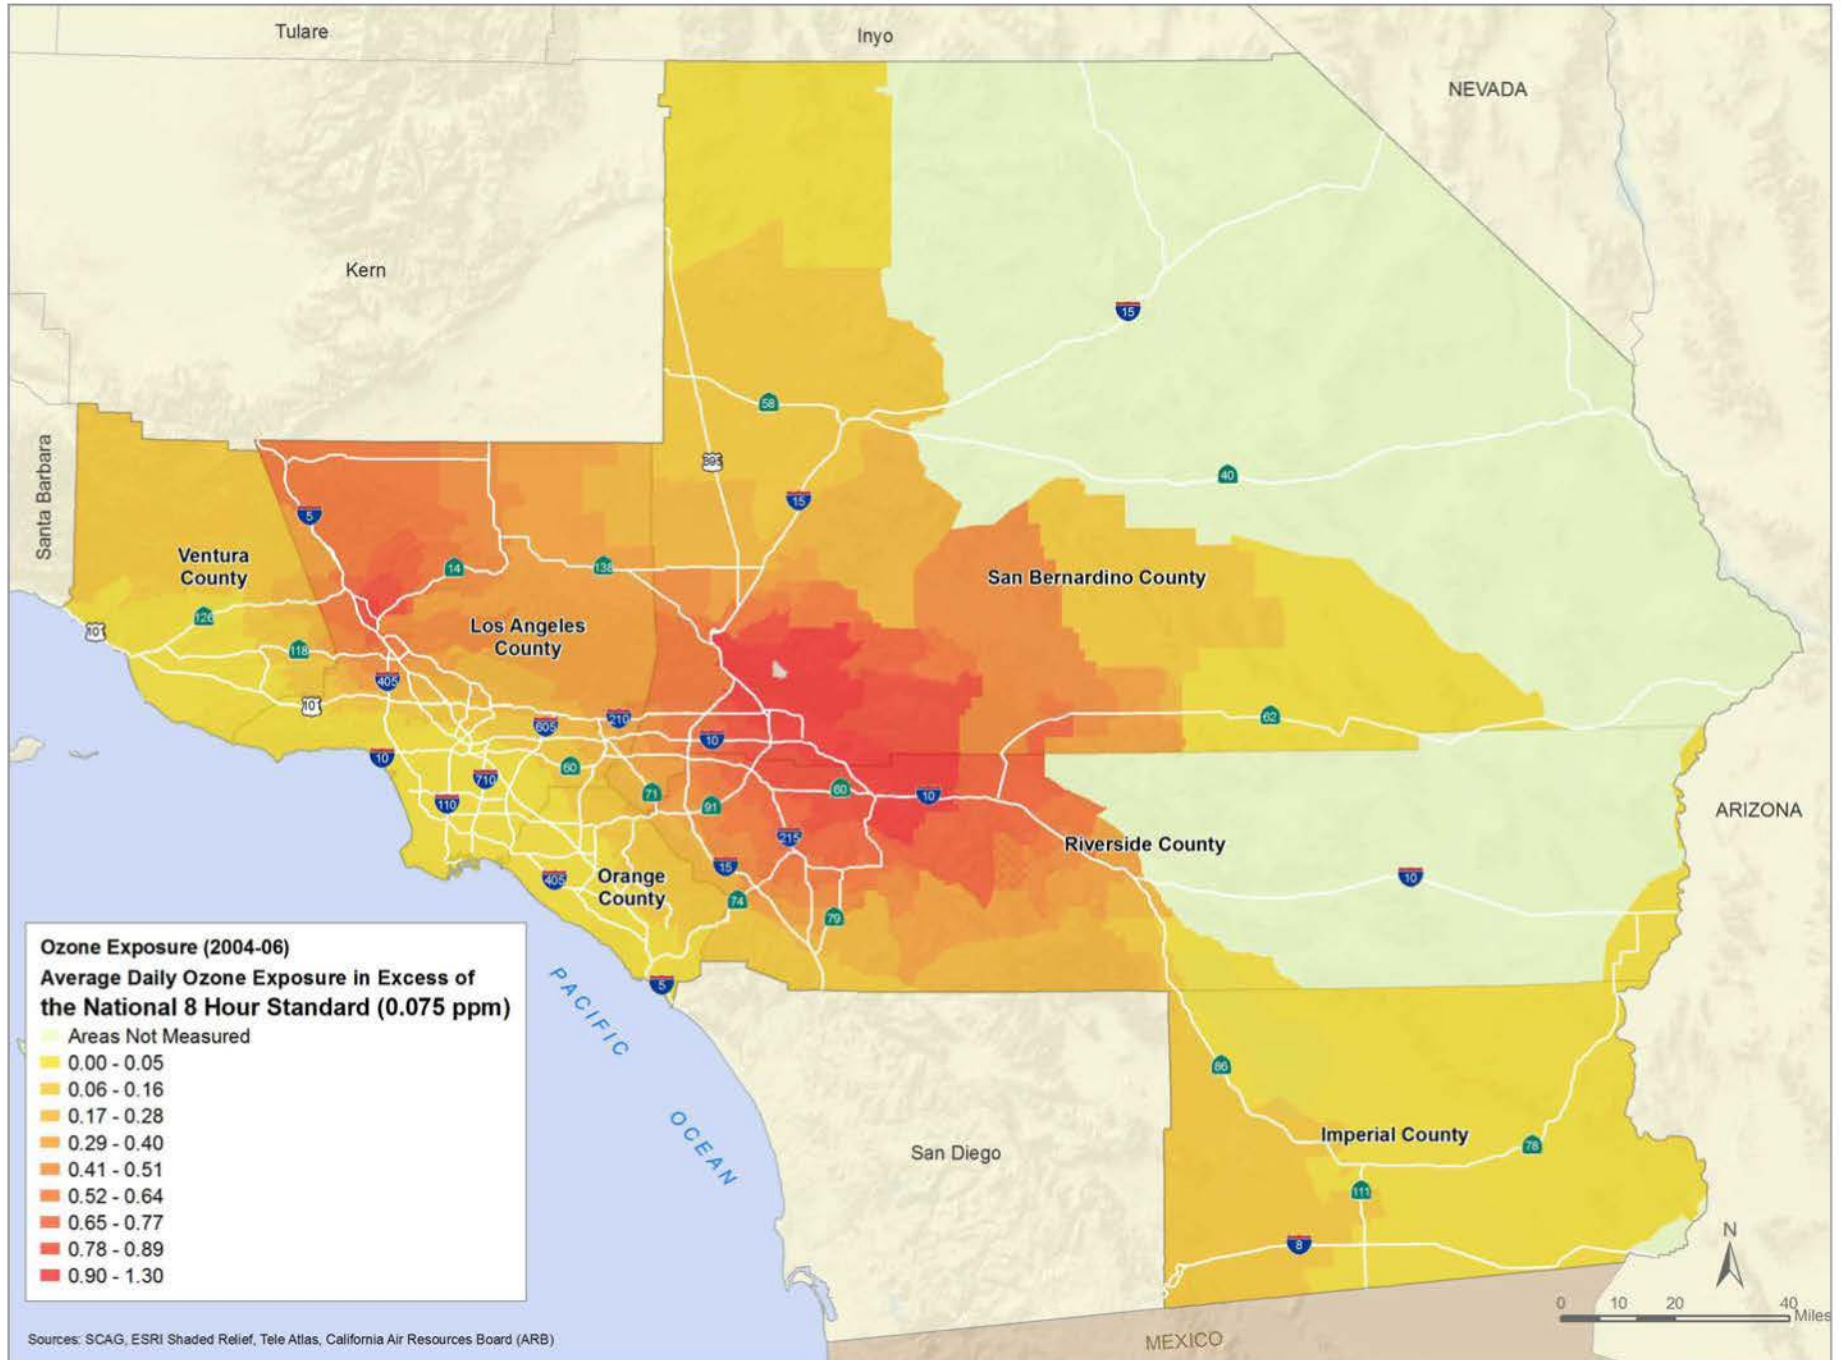 Tulare
Inyo
NEVADA
Kern
15
58
395
40
15
Santa Barbara
5
Ventura
County
14
138
San Bernardino County
126
101
Los Angeles
County
118
405
101
605
210
10
62
10
60
710
71
60
10
110
91
ARIZONA
215
Riverside County
15
10
405
Orange
County
74
79
5
Ozone Exposure (2004-06)
Average Daily Ozone Exposure in Excess of
the National 8 Hour Standard (0.075 ppm)
Areas Not Measured
0.00 - 0.05
0.06 - 0.16
0.17 - 0.28
0.29 - 0.40
0.41 - 0.51
0.52 - 0.64
0.65 - 0.77
0.78 - 0.89
0.90 - 1.30
PACIFIC
OCEAN
86
Imperial County
78
San Diego
111
8
N
0 10 20 40
Miles
Sources: SCAG, ESRI Shaded Relief, Tele Atlas, California Air Resources Board (ARB)
MEXICO